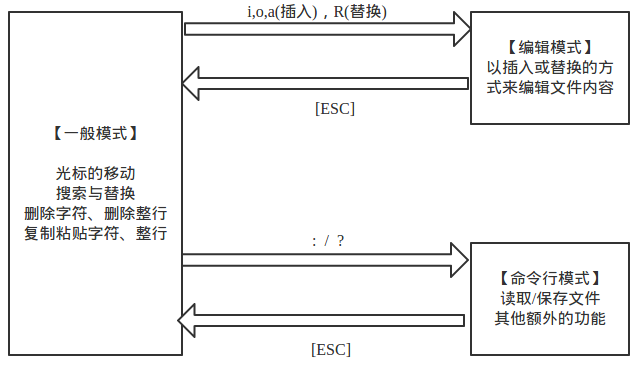 i,o,a(插入)，R(替换)
[ESC]
【一般模式】
光标的移动
搜索与替换
删除字符、删除整行
复制粘贴字符、整行
【编辑模式】
以插入或替换的方
式来编辑文件内容
: / ?
[ESC]
【命令行模式】
读取/保存文件
其他额外的功能